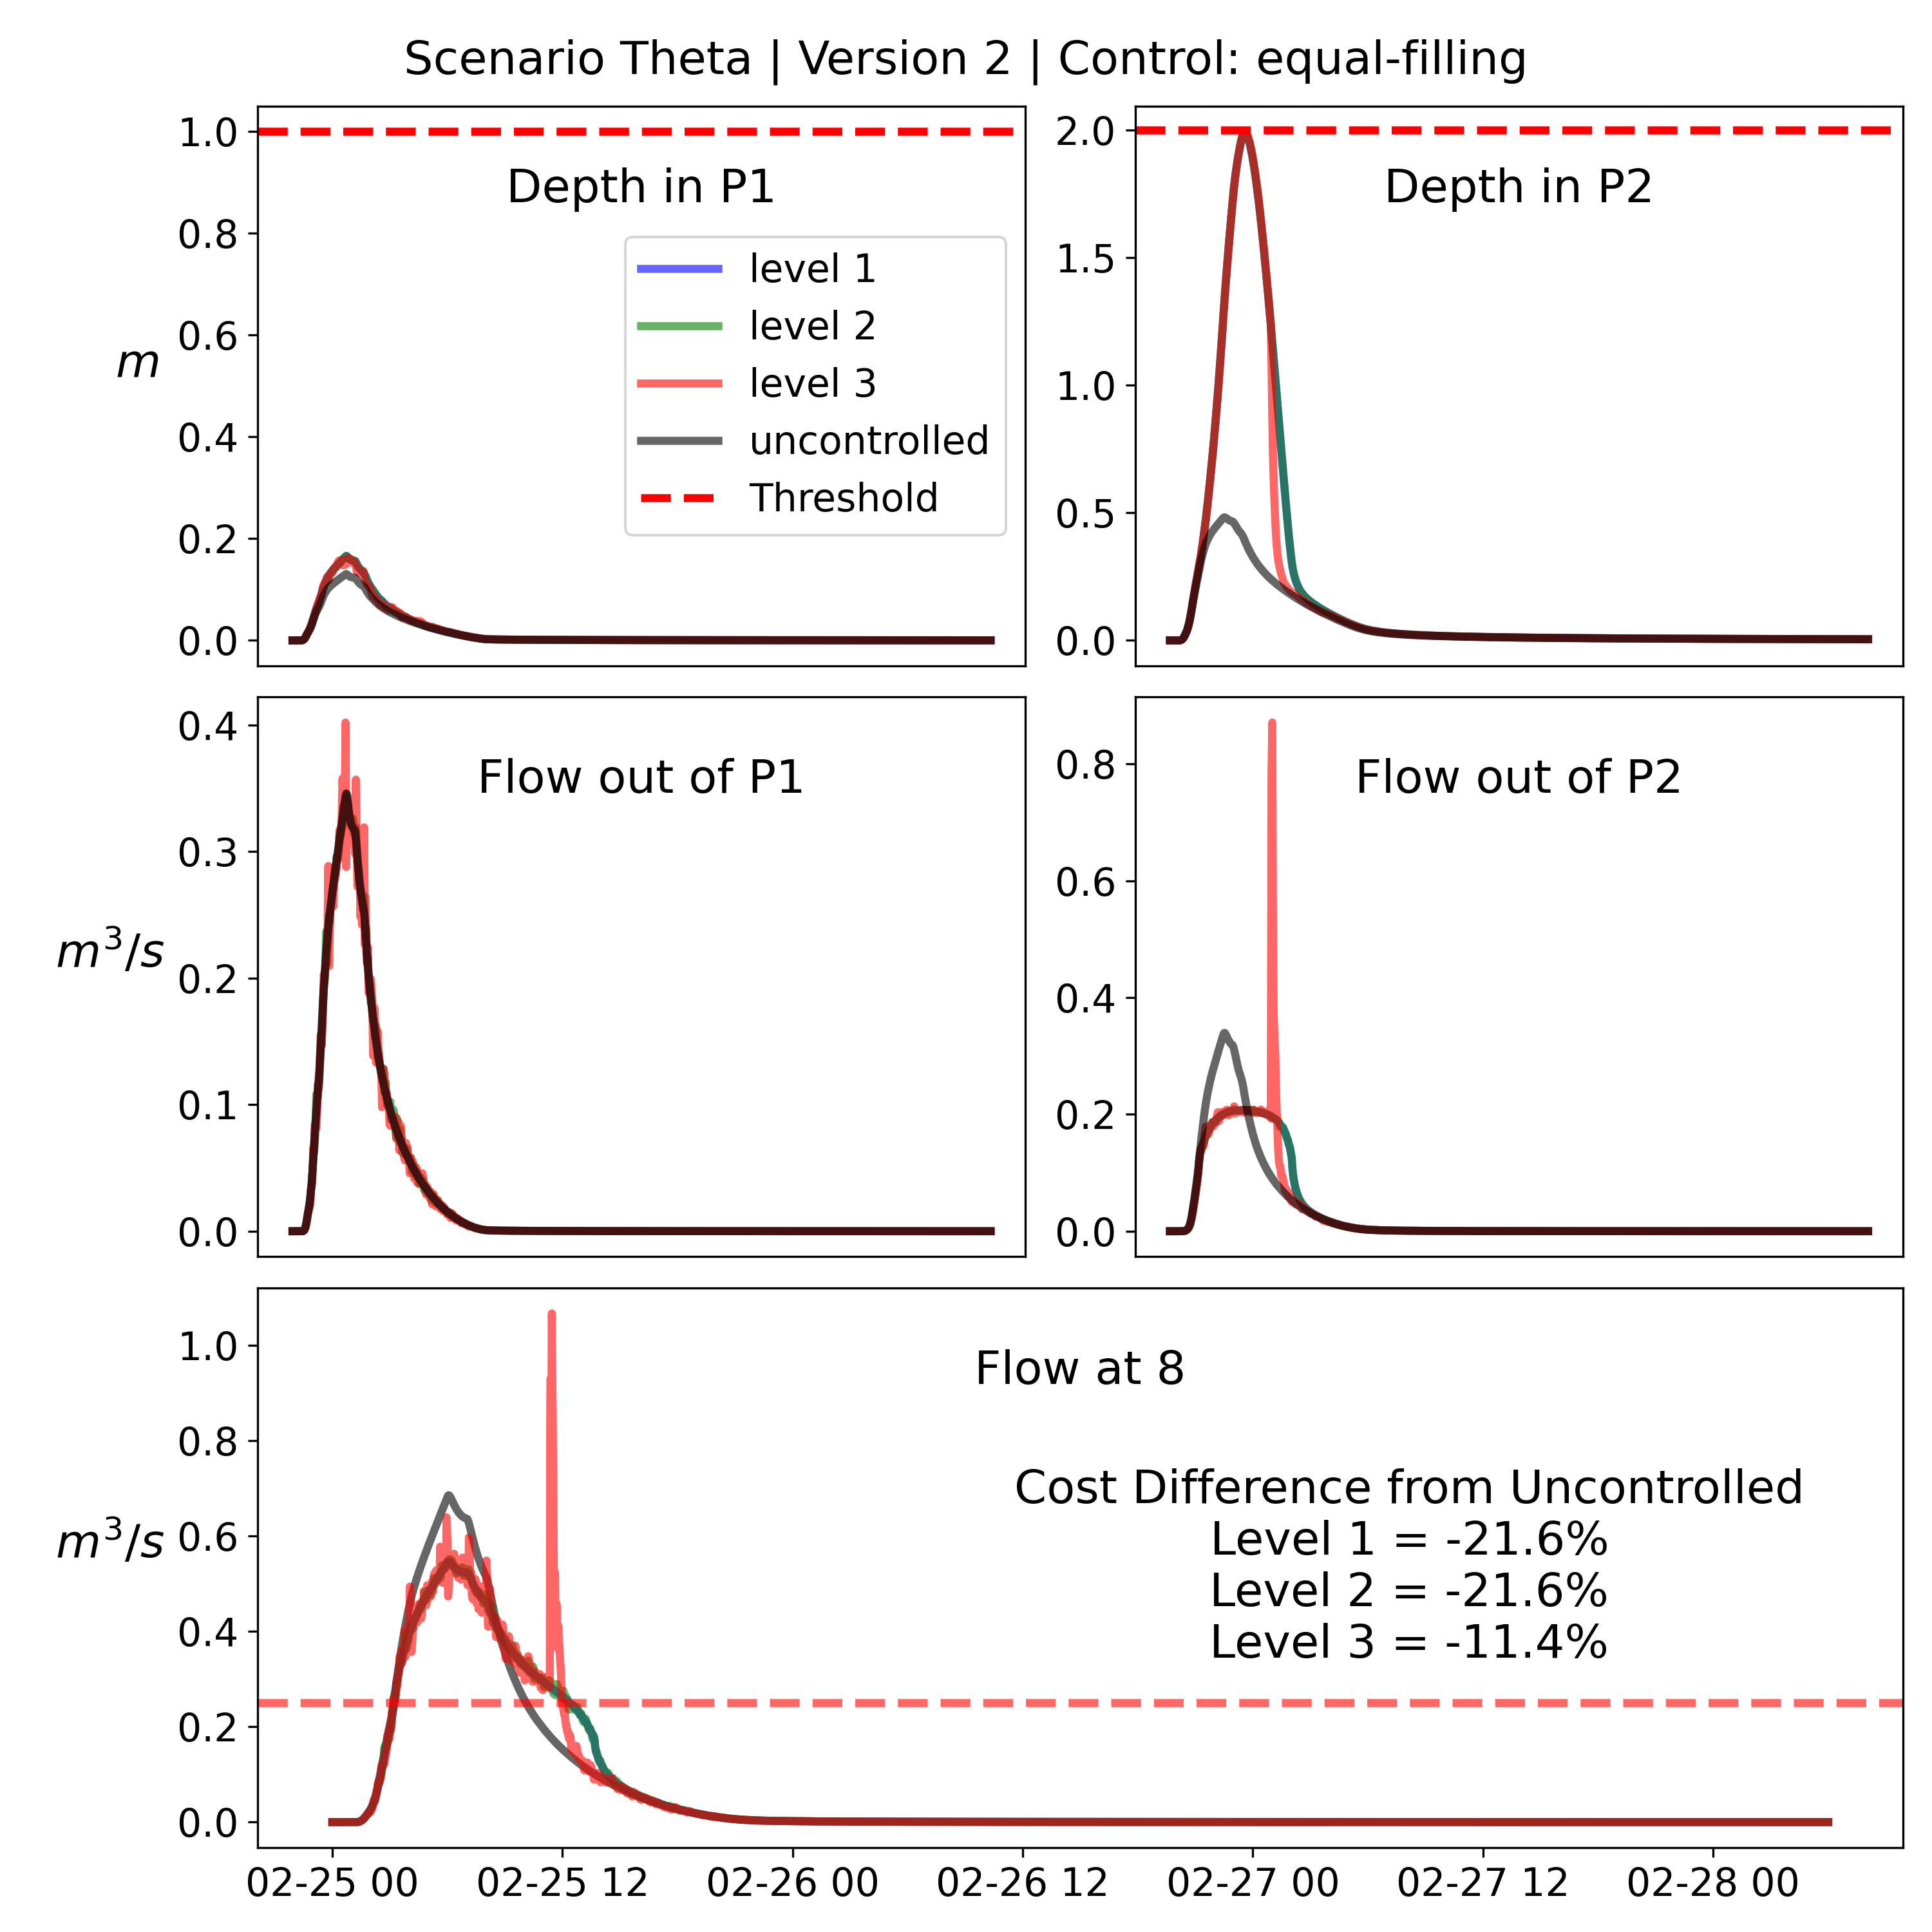 Scenario Theta | Version 2 | Control: equal-filling
1.0
0.8
0.6
0.4
0.2
0.0
m
Depth in P1
level 1
level 2
level 3
uncontrolled
Threshold
2.0
1.5
1.0
0.5
0.0
Depth in P2
0.4
0.3
0.2
0.1
0.0
m³/s
Flow out of P1
0.8
0.6
0.4
0.2
0.0
Flow out of P2
1.0
0.8
0.6
0.4
0.2
0.0
m³/s
Flow at 8
Cost Difference from Uncontrolled
Level 1 = -21.6%
Level 2 = -21.6%
Level 3 = -11.4%
02-25 00 02-25 12 02-26 00 02-26 12 02-27 00 02-27 12 02-28 00